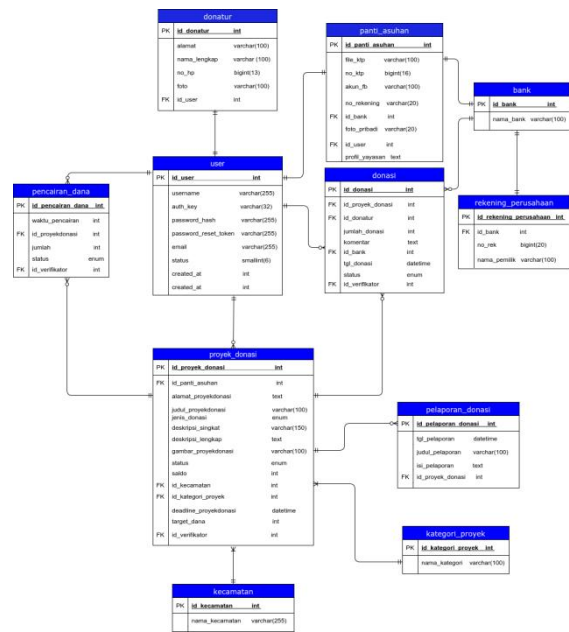 donatur
PK id_donatur int
alamat varchar(100)
nama_lengkap varchar (100)
no_hp bigint(13)
foto varchar(100)
FK id_user int
panti_asuhan
PK id_panti_asuhan int
file_ktp varchar(100)
no_ktp bigint(16)
akun_fb varchar(100)
no_rekening varchar(20)
FK id_bank int
foto_pribadi varchar(20)
FK id_user int
profil_yayasan text
bank
PK id_bank int
nama_bank varchar(100)
user
PK id_user int
username varchar(255)
auth_key varchar(32)
password_hash varchar(255)
password_reset_token varchar(255)
email varchar(255)
status smallint(6)
created_at int
created_at int
pencairan_dana
PK id_pencairan_dana int
waktu_pencairan int
FK id_proyekdonasi int
jumlah int
status enum
FK id_verifikator int
donasi
PK id_donasi int
FK id_proyek_donasi int
FK id_donatur int
jumlah_donasi int
komentar text
FK id_bank int
tgl_donasi datetime
status enum
FK id_verifikator int
rekening_perusahaan
PK id_rekening_perusahaan int
FK id_bank int
no_rek bigint(20)
nama_pemilik varchar(100)
proyek_donasi
PK id_proyek_donasi int
FK id_panti_asuhan int
alamat_proyekdonasi text
judul_proyekdonasi varchar(100)
jenis_donasi enum
deskripsi_singkat varchar(150)
deskripsi_lengkap text
gambar_proyekdonasi varchar(100)
status enum
saldo int
FK id_kecamatan int
FK id_kategori_proyek int
deadline_proyekdonasi datetime
target_dana int
FK id_verifikator int
pelaporan_donasi
PK id_pelaporan_donasi int
tgl_pelaporan datetime
judul_pelaporan varchar(100)
isi_pelaporan text
FK id_proyek_donasi int
kategori_proyek
PK id_kategori_proyek int
nama_kategori varchar(100)
kecamatan
PK id_kecamatan int
nama_kecamatan varchar(255)